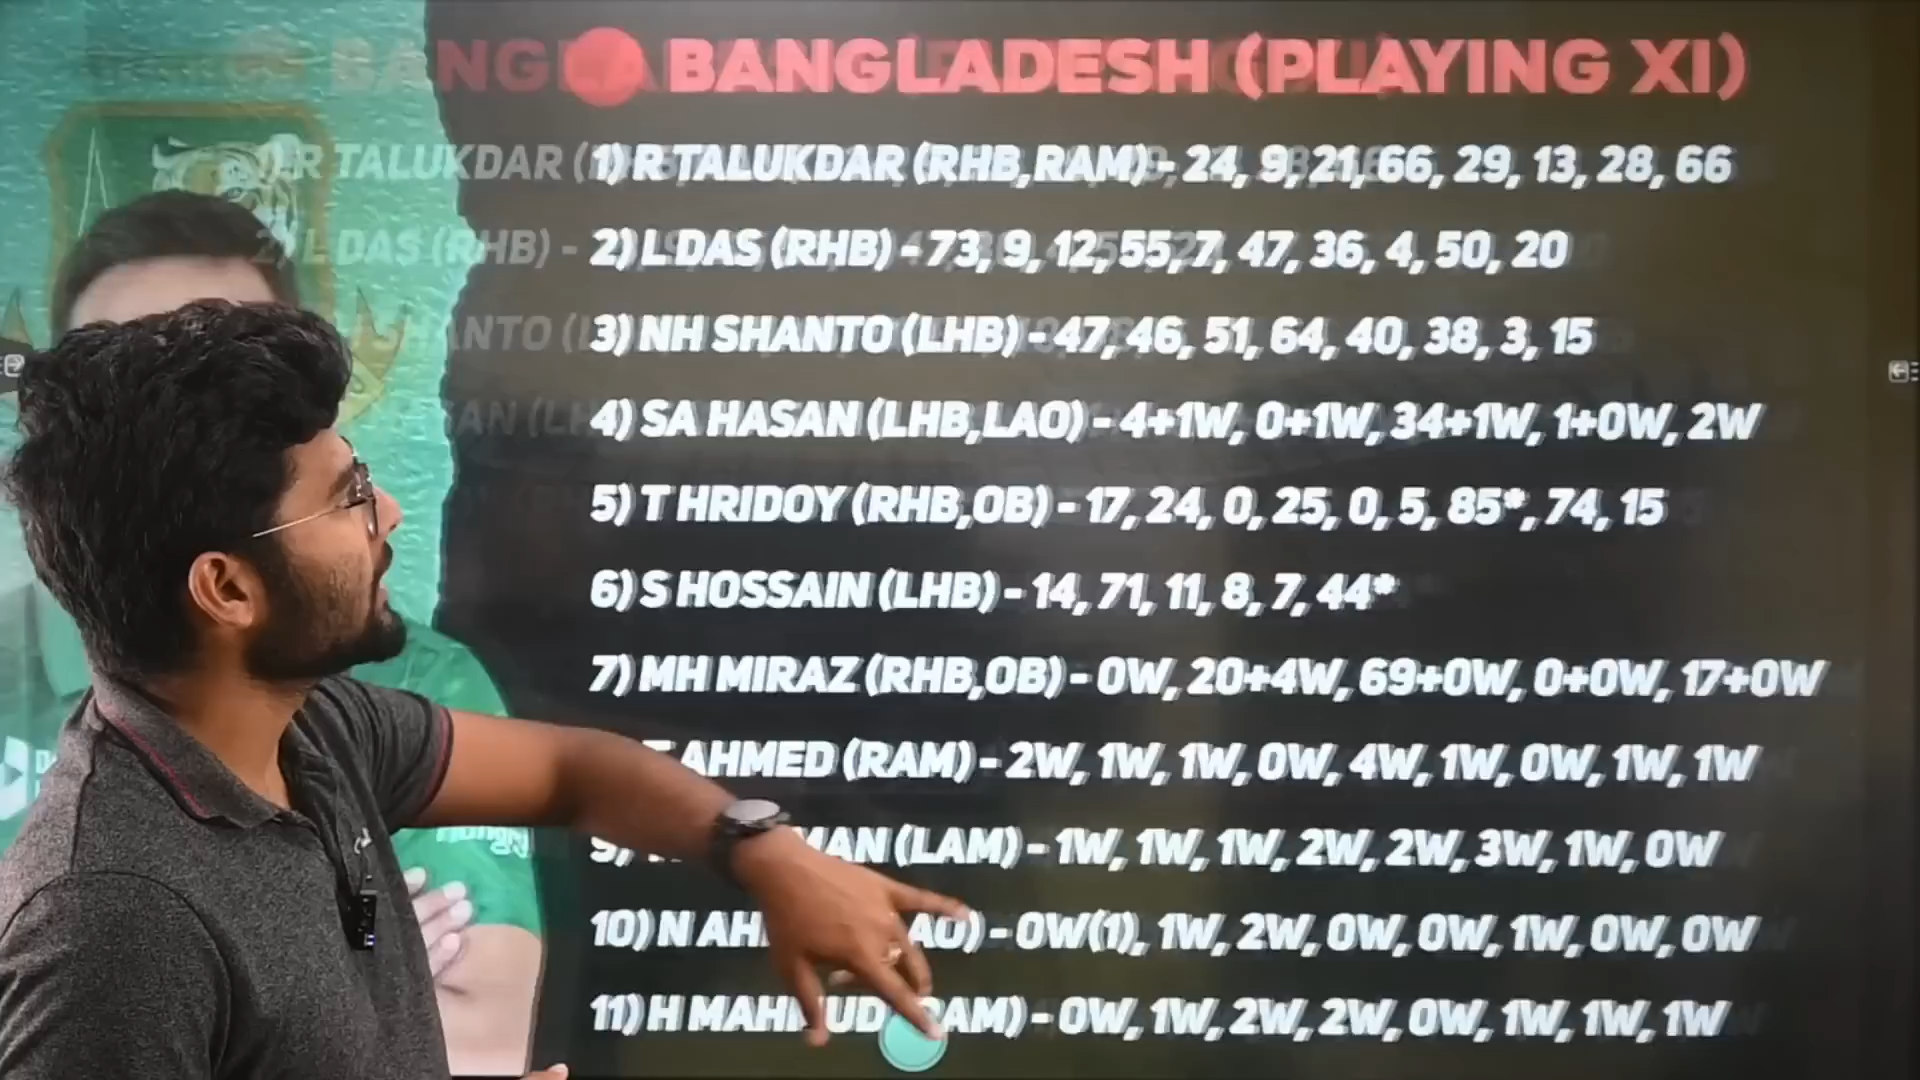 BANGLADESH (PLAYING XI)
1) R TALUKDAR (RHB,RAM) - 24, 9, 21, 66, 29, 13, 28, 66
2) L DAS (RHB) - 73, 9, 12, 55, 7, 47, 36, 4, 50, 20
3) NH SHANTO (LHB) - 47, 46, 51, 64, 40, 38, 3, 15
4) SA HASAN (LHB,LAO) - 4+1W, 0+1W, 34+1W, 1+0W, 2W
5) T HRIDOY (RHB,OB) - 17, 24, 0, 25, 0, 5, 85*, 74, 15
6) S HOSSAIN (LHB) - 14, 71, 11, 8, 7, 44*
7) MH MIRAZ (RHB,OB) - 0W, 20+4W, 69+0W, 0+0W, 17+0W
AHMED (RAM) - 2W, 1W, 1W, 0W, 4W, 1W, 0W, 1W, 1W
9) (LAM) - 1W, 1W, 1W, 2W, 2W, 3W, 1W, 0W
10) N - 0W(1), 1W, 2W, 0W, 0W, 1W, 0W, 0W
11) H - 0W, 1W, 2W, 2W, 0W, 1W, 1W, 1W